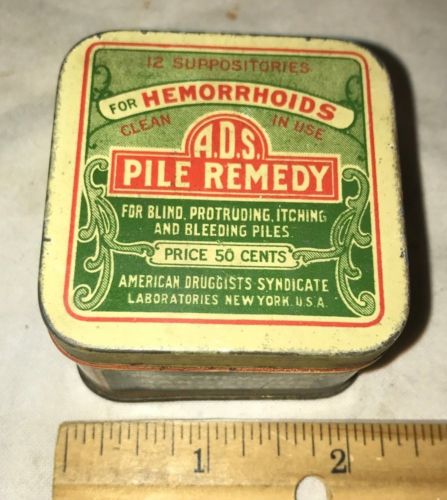 12 SUPPOSITORIES
FOR HEMORRHOIDS
CLEAN IN USE
A.D.S.
PILE REMEDY
FOR BLIND, PROTRUDING, ITCHING
AND BLEEDING PILES.
PRICE 50 CENTS
AMERICAN DRUGGISTS SYNDICATE
LABORATORIES NEW YORK. U.S.A.
1 2